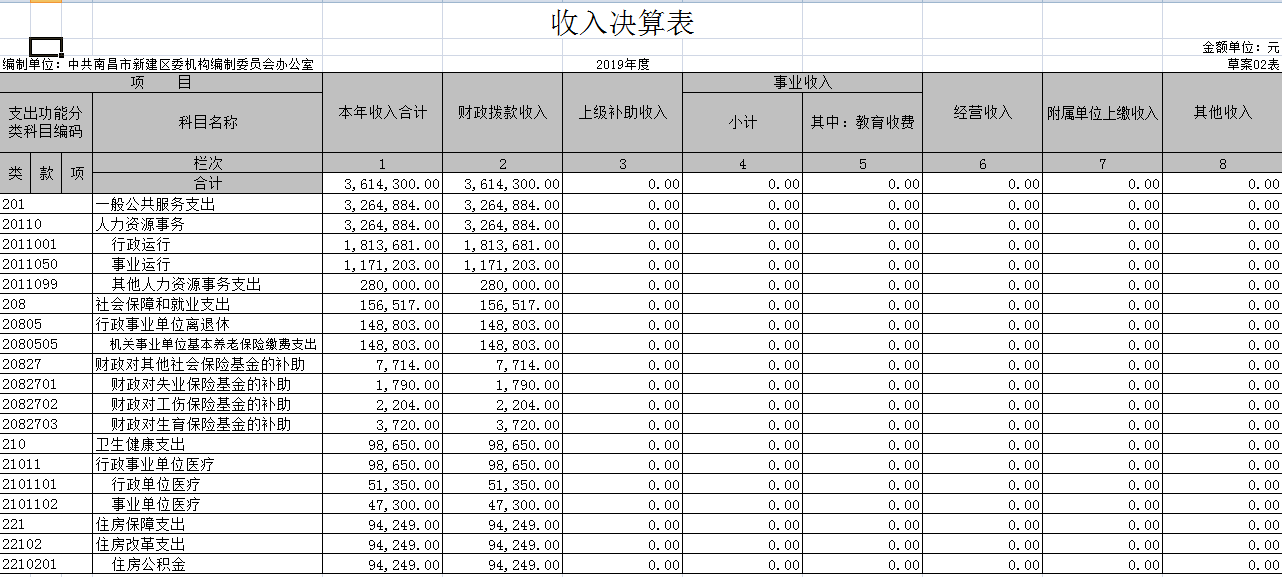 收入决算表
金额单位：元
编制单位：中共南昌市新建区委机构编制委员会办公室 2019年度 草案02表
项 目 本年收入合计 财政拨款收入 上级补助收入 事业收入 经营收入 附属单位上缴收入 其他收入
支出功能分类科目编码 科目名称 小计 其中：教育收费
类 款 项 栏次 1 2 3 4 5 6 7 8
合计 3,614,300.00 3,614,300.00 0.00 0.00 0.00 0.00 0.00 0.00
201 一般公共服务支出 3,264,884.00 3,264,884.00 0.00 0.00 0.00 0.00 0.00 0.00
20110 人力资源事务 3,264,884.00 3,264,884.00 0.00 0.00 0.00 0.00 0.00 0.00
2011001 行政运行 1,813,681.00 1,813,681.00 0.00 0.00 0.00 0.00 0.00 0.00
2011050 事业运行 1,171,203.00 1,171,203.00 0.00 0.00 0.00 0.00 0.00 0.00
2011099 其他人力资源事务支出 280,000.00 280,000.00 0.00 0.00 0.00 0.00 0.00 0.00
208 社会保障和就业支出 156,517.00 156,517.00 0.00 0.00 0.00 0.00 0.00 0.00
20805 行政事业单位离退休 148,803.00 148,803.00 0.00 0.00 0.00 0.00 0.00 0.00
2080505 机关事业单位基本养老保险缴费支出 148,803.00 148,803.00 0.00 0.00 0.00 0.00 0.00 0.00
20827 财政对其他社会保险基金的补助 7,714.00 7,714.00 0.00 0.00 0.00 0.00 0.00 0.00
2082701 财政对失业保险基金的补助 1,790.00 1,790.00 0.00 0.00 0.00 0.00 0.00 0.00
2082702 财政对工伤保险基金的补助 2,204.00 2,204.00 0.00 0.00 0.00 0.00 0.00 0.00
2082703 财政对生育保险基金的补助 3,720.00 3,720.00 0.00 0.00 0.00 0.00 0.00 0.00
210 卫生健康支出 98,650.00 98,650.00 0.00 0.00 0.00 0.00 0.00 0.00
21011 行政事业单位医疗 98,650.00 98,650.00 0.00 0.00 0.00 0.00 0.00 0.00
2101101 行政单位医疗 51,350.00 51,350.00 0.00 0.00 0.00 0.00 0.00 0.00
2101102 事业单位医疗 47,300.00 47,300.00 0.00 0.00 0.00 0.00 0.00 0.00
221 住房保障支出 94,249.00 94,249.00 0.00 0.00 0.00 0.00 0.00 0.00
22102 住房改革支出 94,249.00 94,249.00 0.00 0.00 0.00 0.00 0.00 0.00
2210201 住房公积金 94,249.00 94,249.00 0.00 0.00 0.00 0.00 0.00 0.00